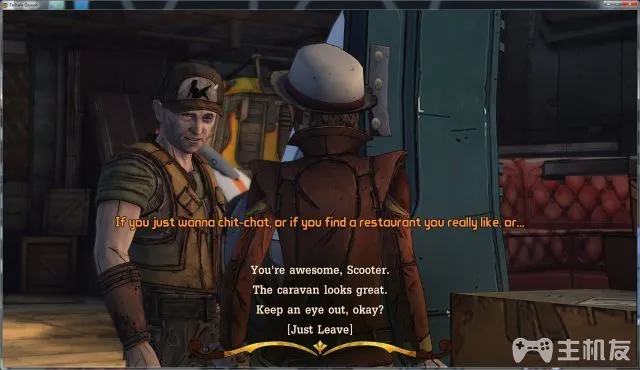 Telltale Games
If you just wanna chit-chat, or if you find a restaurant you really like, or...
You're awesome, Scooter.
The caravan looks great.
Keep an eye out, okay?
[Just Leave]
主机友